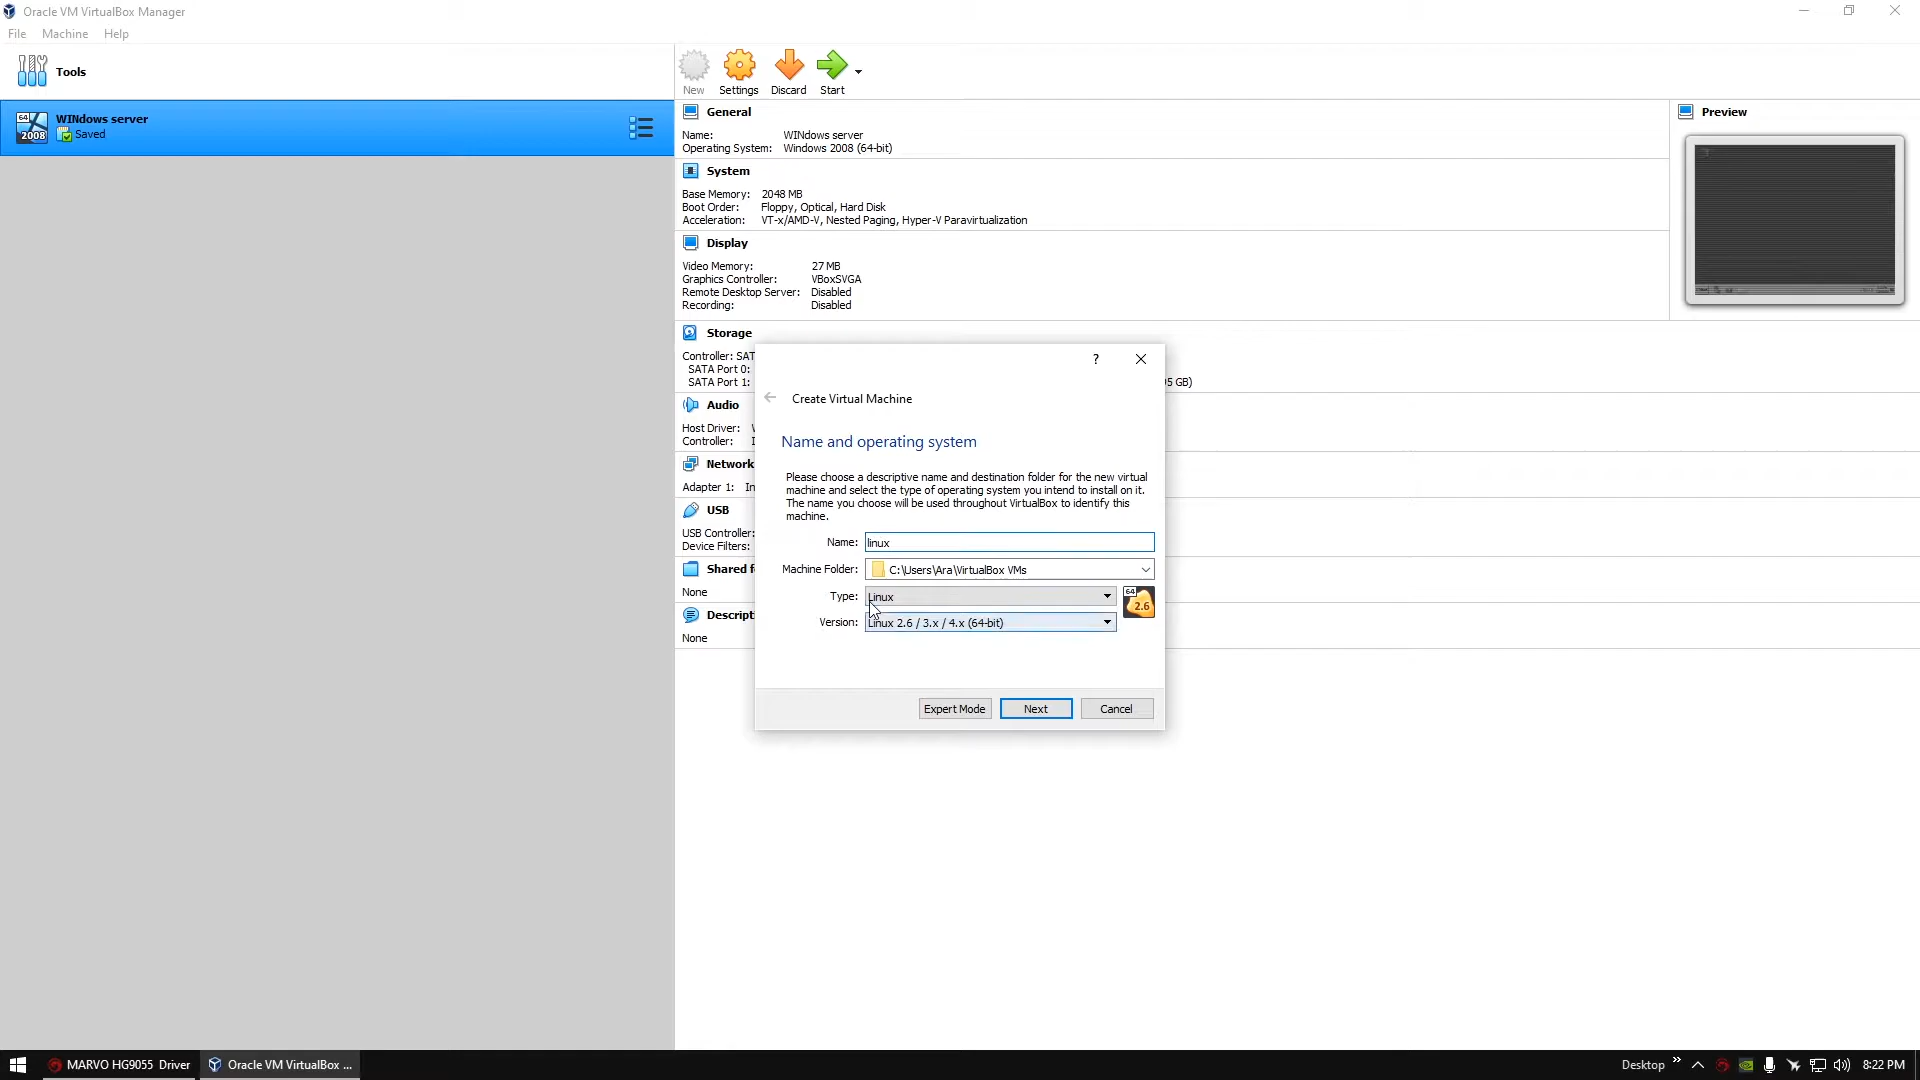 Oracle VM VirtualBox Manager
File Machine Help
Tools
64
2008
WINdows server
Saved
New Settings Discard Start
General
Name: WINdows server
Operating System: Windows 2008 (64-bit)
System
Base Memory: 2048 MB
Boot Order: Floppy, Optical, Hard Disk
Acceleration: VT-x/AMD-V, Nested Paging, Hyper-V Paravirtualization
Display
Video Memory: 27 MB
Graphics Controller: VBoxSVGA
Remote Desktop Server: Disabled
Recording: Disabled
Preview
Storage
Controller: SAT
SATA Port 0:
SATA Port 1: GB)
Audio
Host Driver:
Controller:
Network
Adapter 1:
USB
USB Controller:
Device Filters:
Shared
None
Descript
None
?
Create Virtual Machine
Name and operating system
Please choose a descriptive name and destination folder for the new virtual
machine and select the type of operating system you intend to install on it.
The name you choose will be used throughout VirtualBox to identify this
machine.
Name: linux
Machine Folder: C:\Users\Ara\VirtualBox VMs
Type: Linux
64
2.6
Version: Linux 2.6 / 3.x / 4.x (64-bit)
Expert Mode Next Cancel
MARVO HG9055 Driver
Oracle VM VirtualBox ...
Desktop
8:22 PM